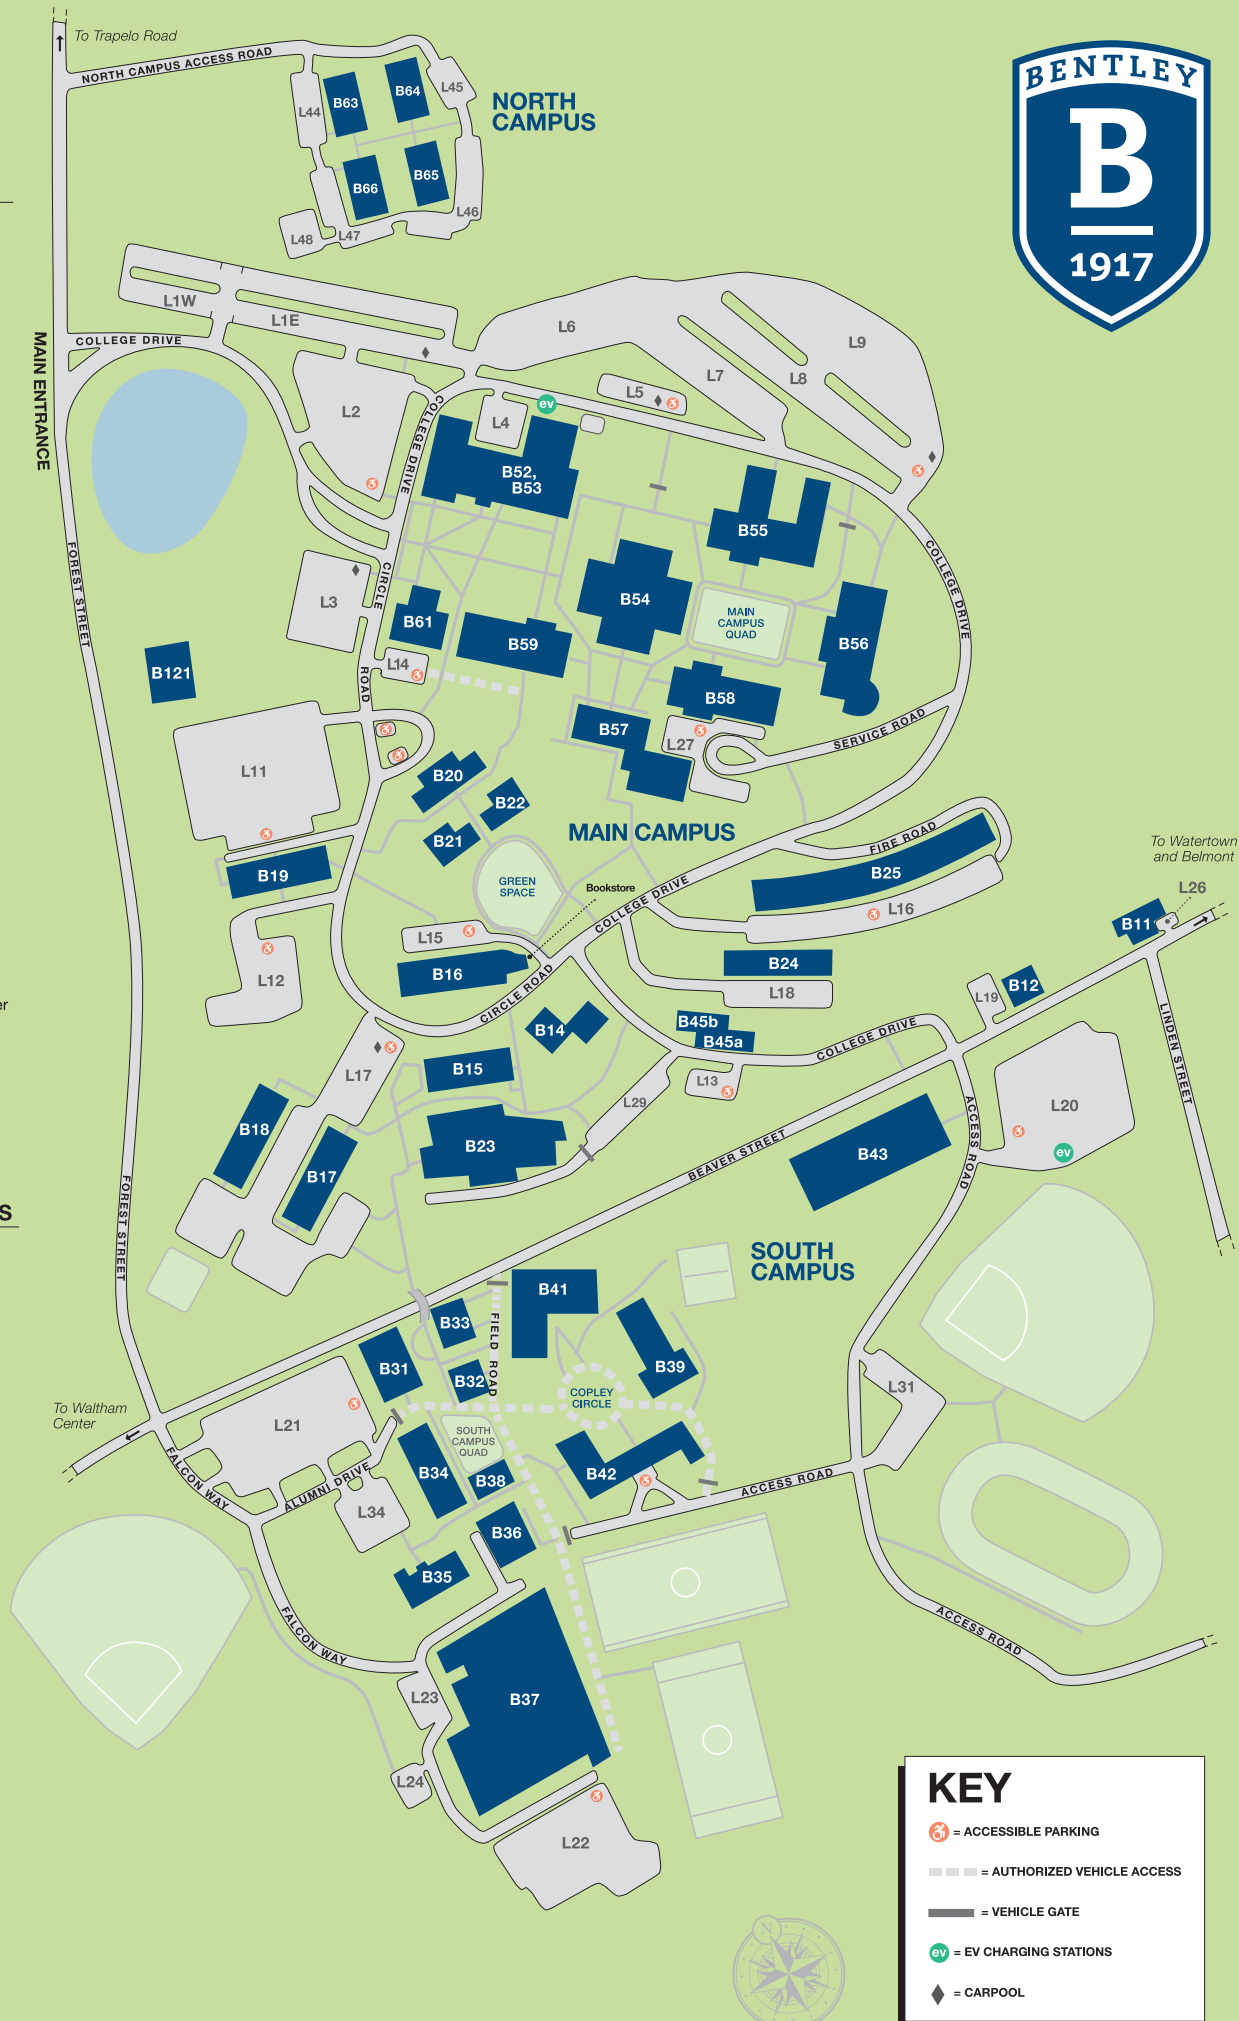 To Trapelo Road
NORTH CAMPUS ACCESS ROAD
L44
B63
B64
L45
NORTH
CAMPUS
B66
B65
L46
L47
L48
BENTLEY
B
1917
MAIN ENTRANCE
COLLEGE DRIVE
L1W
L1E
L6
L9
L7
L8
L5
L2
L4
ev
COLLEGE DRIVE
B52,
B53
B55
COLLEGE DRIVE
FOREST STREET
L3
CIRCLE
ROAD
B61
B59
B54
MAIN
CAMPUS
QUAD
B56
B121
L14
B58
B57
L27
SERVICE ROAD
L11
B20
B22
B21
MAIN CAMPUS
FIRE ROAD
B25
L16
To Watertown
and Belmont
L26
B11
B19
GREEN
SPACE
Bookstore
COLLEGE DRIVE
L15
B16
B24
L18
L12
CIRCLE ROAD
er
L19
B12
B14
B45b
B45a
COLLEGE DRIVE
LINDEN STREET
L17
B15
L13
L29
L20
ev
ACCESS ROAD
B18
B17
B23
BEAVER STREET
B43
FOREST STREET
S
SOUTH
CAMPUS
B41
B33
FIELD ROAD
B31
B32
B39
COPLEY
CIRCLE
L31
To Waltham
Center
L21
SOUTH
CAMPUS
QUAD
FALCON WAY
ALUMNI DRIVE
B34
B38
B42
ACCESS ROAD
L34
B36
B35
FALCON WAY
ACCESS ROAD
L23
B37
L24
L22
N
KEY
= ACCESSIBLE PARKING
= AUTHORIZED VEHICLE ACCESS
= VEHICLE GATE
ev = EV CHARGING STATIONS
= CARPOOL